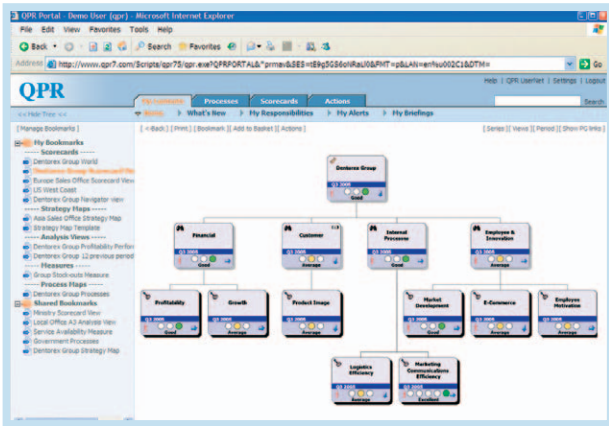 QPR Portal - Demo User (qpr) - Microsoft Internet Explorer
File Edit View Favorites Tools Help
Back Search Favorites
Address Go
Help | QPR UserNet | Settings | Logout
QPR
Processes Scorecards Actions
Search
<< Hide Tree <<
What's New My Responsibilities My Alerts My Briefings
[Manage Bookmarks]
[ <Back.] [Print.] [Bookmark ][Add to Basket ][ Actions ]
[Series ][ Views ][ Period ][ Show PG links ]
My Bookmarks
----- Scorecards -----
Dentorex Group World
Europe Sales Office Scorecard View
US West Coast
Dentorex Group Navigator view
----- Strategy Maps -----
Asia Sales Office Strategy Map
Strategy Map Template
----- Analysis Views -----
Dentorex Group Profitability Perfor
Dentorex Group 12 previous period
----- Measures -----
Group Stock-outs Measure
----- Process Maps -----
Dentorex Group Processes
Shared Bookmarks
Ministry Scorecard View
Local Office A3 Analysis View
Service Availability Measure
Government Processes
Dentorex Group Strategy Map
Dentorex Group
Good
Financial
Good
Customer
Average
Internal
Processes
Good
Employee &
Innovation
Average
Profitability
Good
Growth
Average
Product Image
Average
Market
Development
Good
E-Commerce
Average
Employee
Motivation
Average
Logistics
Efficiency
Average
Marketing
Communications
Efficiency
Excellent